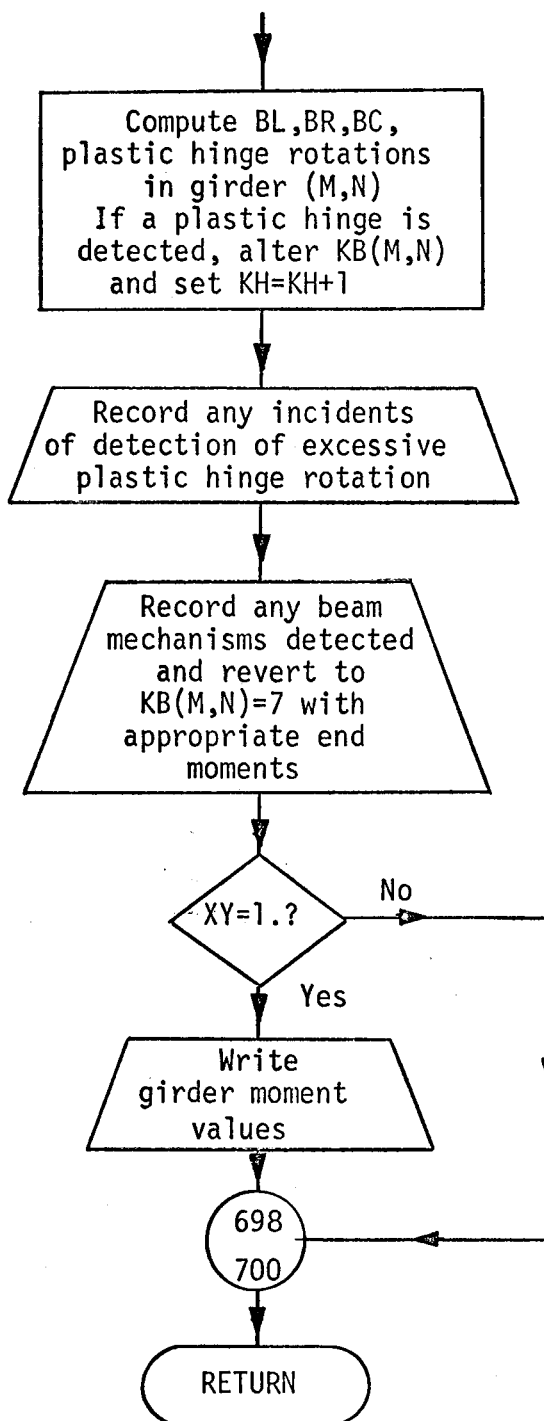 Compute BL,BR,BC,
plastic hinge rotations
in girder (M,N)
If a plastic hinge is
detected, alter KB(M,N)
and set KH=KH+1
Record any incidents
of detection of excessive
plastic hinge rotation
Record any beam
mechanisms detected
and revert to
KB(M,N)=7 with
appropriate end
moments
XY=1.?
No
Yes
Write
girder moment
values
698
700
RETURN